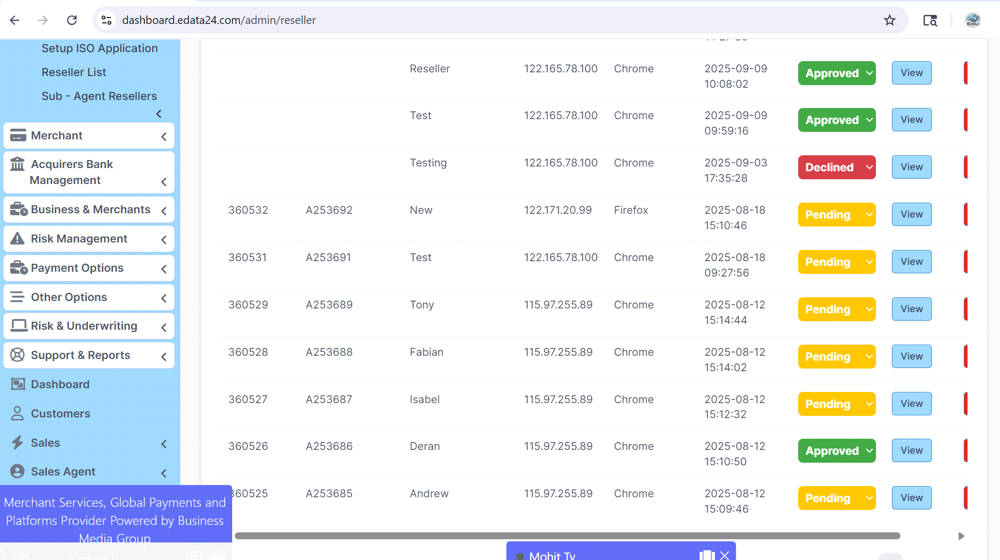 dashboard.edata24.com/admin/reseller
Setup ISO Application
Reseller List
Sub - Agent Resellers
Merchant
Acquirers Bank
Management
Business & Merchants
Risk Management
Payment Options
Other Options
Risk & Underwriting
Support & Reports
Dashboard
Customers
Sales
Sales Agent
Merchant Services, Global Payments and
Platforms Provider Powered by Business
Media Group
Online: 0
Reseller 122.165.78.100 Chrome 2025-09-09 Approved View
10:08:02
Test 122.165.78.100 Chrome 2025-09-09 Approved View
09:59:16
Testing 122.165.78.100 Chrome 2025-09-03 Declined View
17:35:28
360532 A253692 New 122.171.20.99 Firefox 2025-08-18 Pending View
15:10:46
360531 A253691 Test 122.165.78.100 Chrome 2025-08-18 Pending View
09:27:56
360529 A253689 Tony 115.97.255.89 Chrome 2025-08-12 Pending View
15:14:44
360528 A253688 Fabian 115.97.255.89 Chrome 2025-08-12 Pending View
15:14:02
360527 A253687 Isabel 115.97.255.89 Chrome 2025-08-12 Pending View
15:12:32
360526 A253686 Deran 115.97.255.89 Chrome 2025-08-12 Approved View
15:10:50
360525 A253685 Andrew 115.97.255.89 Chrome 2025-08-12 Pending View
15:09:46
Mohit Tv